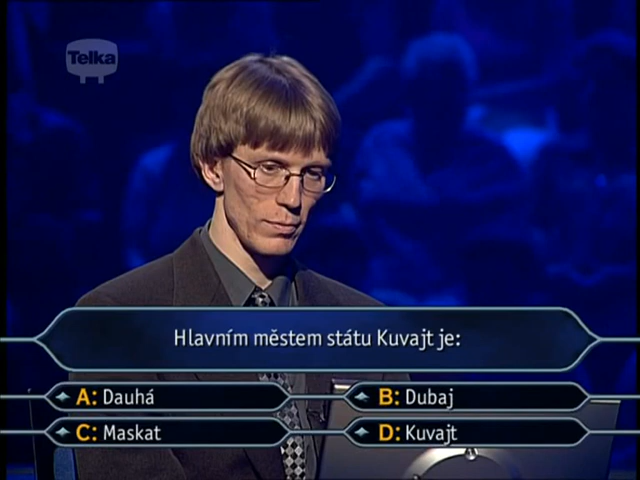 Telka
Hlavním městem státu Kuvajt je:
A: Dauhá
B: Dubaj
C: Maskat
D: Kuvajt